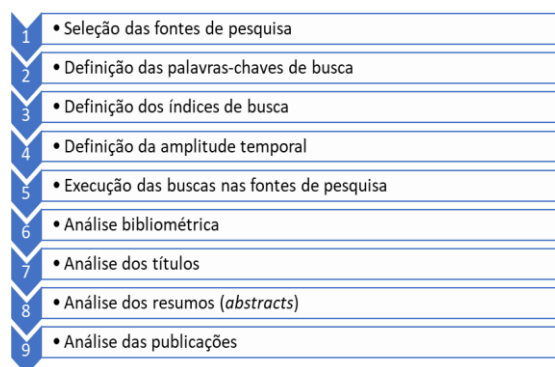 1 • Seleção das fontes de pesquisa
2 • Definição das palavras-chaves de busca
3 • Definição dos índices de busca
4 • Definição da amplitude temporal
5 • Execução das buscas nas fontes de pesquisa
6 • Análise bibliométrica
7 • Análise dos títulos
8 • Análise dos resumos (abstracts)
9 • Análise das publicações